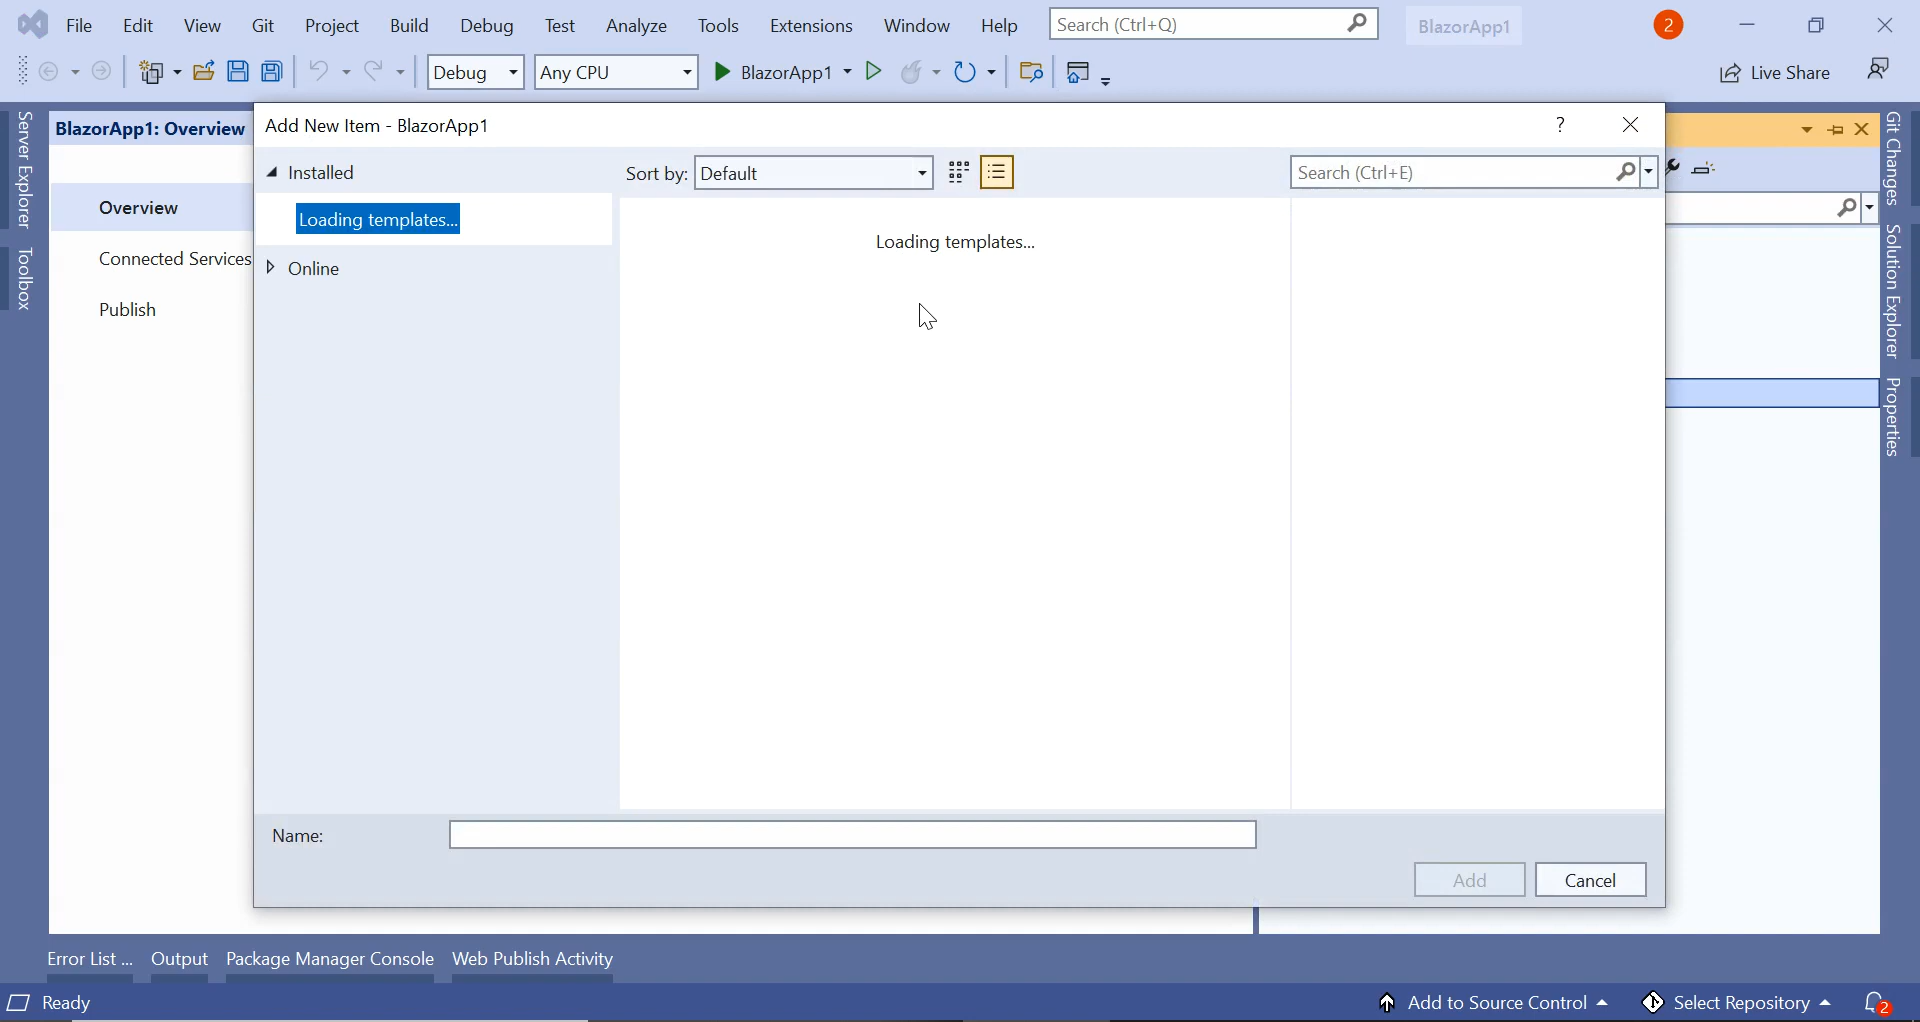 File Edit View Git Project Build Debug Test Analyze Tools Extensions Window Help Search (Ctrl+Q) BlazorApp1 2
Debug Any CPU BlazorApp1 Live Share
Server Explorer
Toolbox
BlazorApp1: Overview
Overview
Connected Services
Publish
Add New Item - BlazorApp1 ?
Installed
Loading templates...
Online
Sort by: Default Search (Ctrl+E)
Loading templates...
Name:
Add Cancel
Git Changes
Solution Explorer
Properties
Error List ... Output Package Manager Console Web Publish Activity
Ready Add to Source Control Select Repository 2